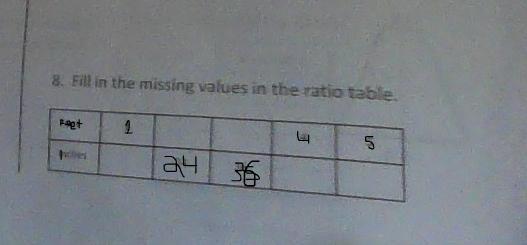 8. Fill in the missing values in the ratio table.
Feet 1 4 5
Inches 24 36